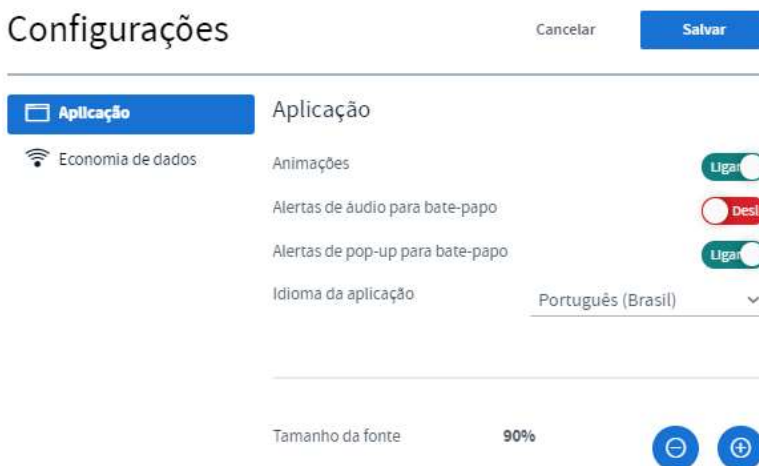 Configurações
Cancelar
Salvar
Aplicação
Economia de dados
Aplicação
Animações
Ligar
Alertas de áudio para bate-papo
Desl
Alertas de pop-up para bate-papo
Ligar
Idioma da aplicação
Português (Brasil)
Tamanho da fonte
90%